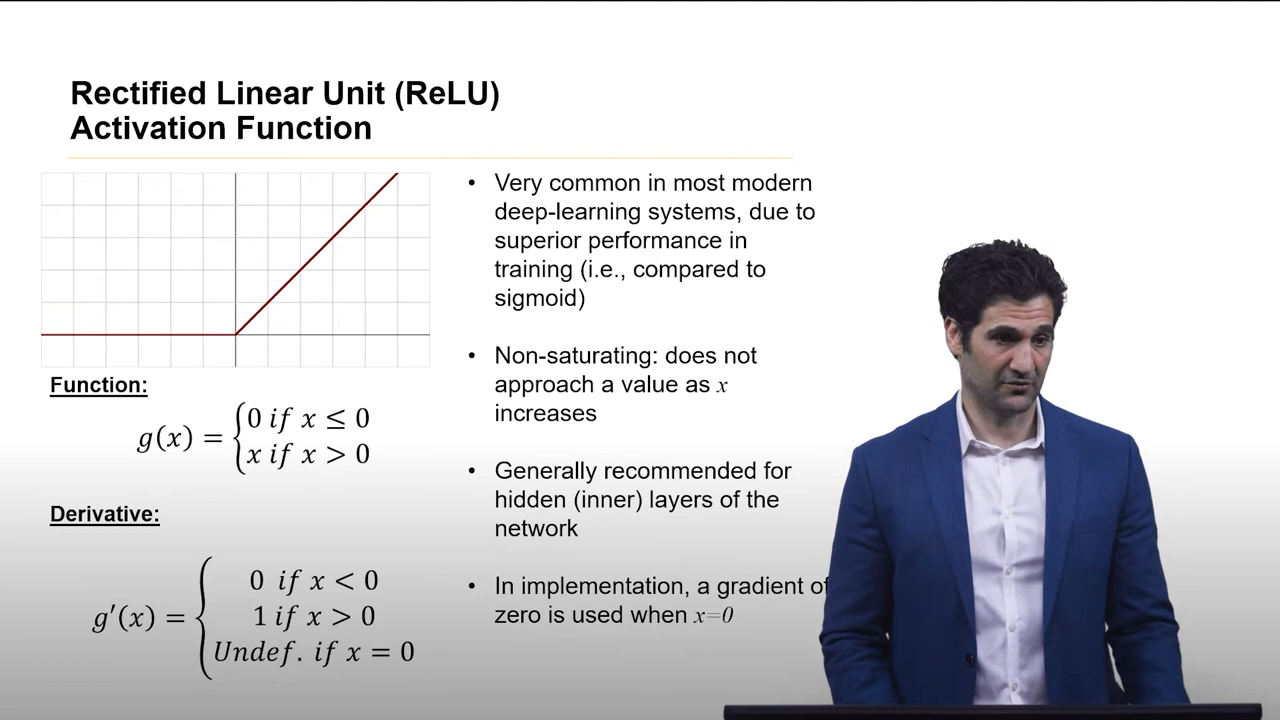 Rectified Linear Unit (ReLU)
Activation Function
Function:
g(x) = {0 if x ≤ 0
x if x > 0
Derivative:
g′(x) = {0 if x < 0
1 if x > 0
Undef. if x = 0
• Very common in most modern
deep-learning systems, due to
superior performance in
training (i.e., compared to
sigmoid)
• Non-saturating: does not
approach a value as x
increases
• Generally recommended for
hidden (inner) layers of the
network
• In implementation, a gradient of
zero is used when x=0